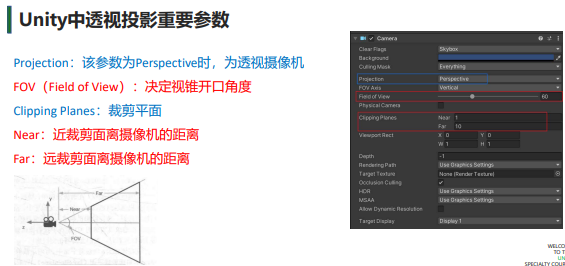 Unity中透视投影重要参数
Projection：该参数为Perspective时，为透视摄像机
FOV（Field of View）：决定视锥开口角度
Clipping Planes：裁剪平面
Near：近裁剪面离摄像机的距离
Far：远裁剪面离摄像机的距离
Far
Near
y
x
z
FOV
Camera
Clear Flags Skybox
Background
Culling Mask Everything
Projection Perspective
FOV Axis Vertical
Field of View 60
Physical Camera
Clipping Planes Near 1
Far 10
Viewport Rect X 0 Y 0
W 1 H 1
Depth -1
Rendering Path Use Graphics Settings
Target Texture None (Render Texture)
Occlusion Culling
HDR Use Graphics Settings
MSAA Use Graphics Settings
Allow Dynamic Resolution
Target Display Display 1
WELCO
TO T
UN
SPECIALTY COUR